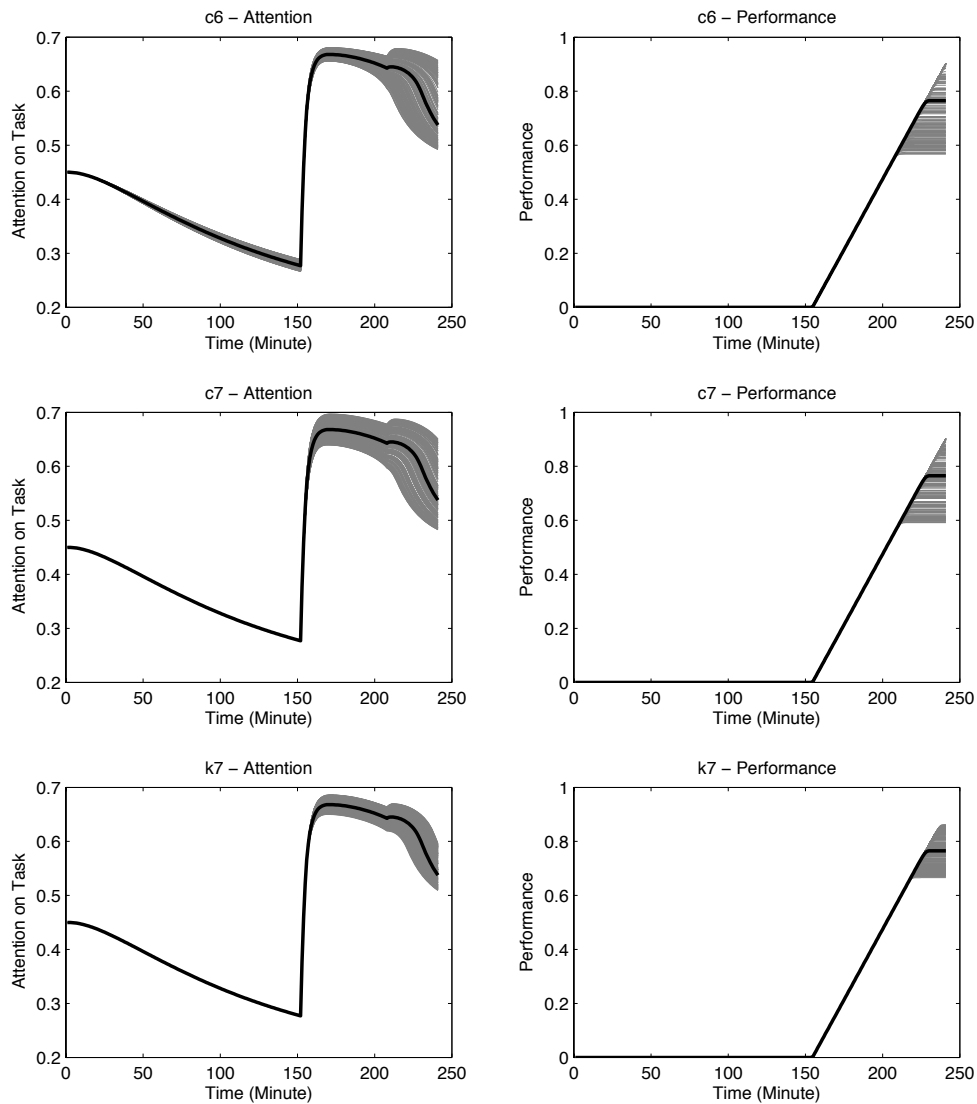 c6 – Attention
0.7
0.6
0.5
0.4
0.3
0.2
Attention on Task
0 50 100 150 200 250
Time (Minute)
c6 – Performance
1
0.8
0.6
0.4
0.2
0
Performance
0 50 100 150 200 250
Time (Minute)
c7 – Attention
0.7
0.6
0.5
0.4
0.3
0.2
Attention on Task
0 50 100 150 200 250
Time (Minute)
c7 – Performance
1
0.8
0.6
0.4
0.2
0
Performance
0 50 100 150 200 250
Time (Minute)
k7 – Attention
0.7
0.6
0.5
0.4
0.3
0.2
Attention on Task
0 50 100 150 200 250
Time (Minute)
k7 – Performance
1
0.8
0.6
0.4
0.2
0
Performance
0 50 100 150 200 250
Time (Minute)